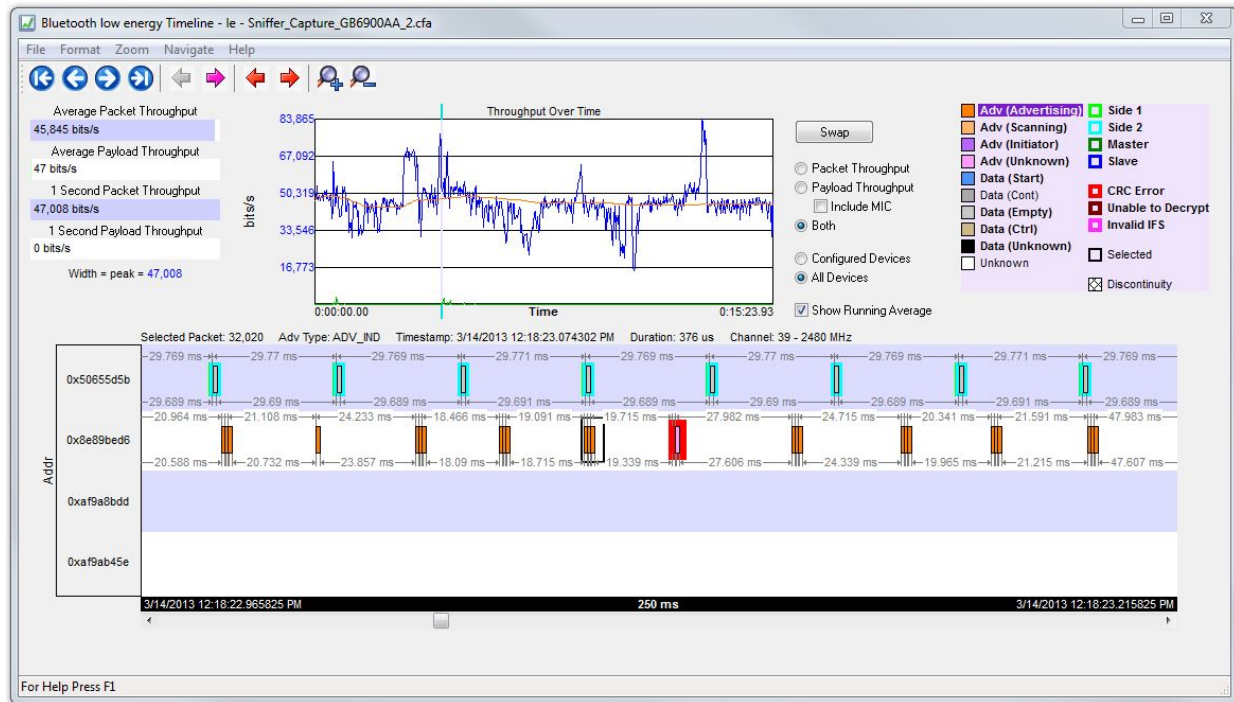 Bluetooth low energy Timeline - le - Sniffer_Capture_GB6900AA_2.cfa
File Format Zoom Navigate Help
Average Packet Throughput
45,845 bits/s
Average Payload Throughput
47 bits/s
1 Second Packet Throughput
47,008 bits/s
1 Second Payload Throughput
0 bits/s
Width = peak = 47,008
Throughput Over Time
bits/s
83,865
67,092
50,319
33,546
16,773
0:00:00.00 Time 0:15:23.93
Swap
Packet Throughput
Payload Throughput
Include MIC
Both
Configured Devices
All Devices
Show Running Average
Adv (Advertising)
Adv (Scanning)
Adv (Initiator)
Adv (Unknown)
Data (Start)
Data (Cont)
Data (Empty)
Data (Ctrl)
Data (Unknown)
Unknown
Side 1
Side 2
Master
Slave
CRC Error
Unable to Decrypt
Invalid IFS
Selected
Discontinuity
Selected Packet: 32,020 Adv Type: ADV_IND Timestamp: 3/14/2013 12:18:23.074302 PM Duration: 376 us Channel: 39 - 2480 MHz
Addr
29.769 ms 29.77 ms 29.769 ms 29.771 ms 29.769 ms 29.77 ms 29.769 ms 29.771 ms 29.769 ms
0x50655d5b
29.689 ms 29.69 ms 29.689 ms 29.691 ms 29.689 ms 29.69 ms 29.689 ms 29.691 ms 29.689 ms
20.964 ms 21.108 ms 24.233 ms 18.466 ms 19.091 ms 19.715 ms 27.982 ms 24.715 ms 20.341 ms 21.591 ms 47.983 ms
0x8e89bed6
20.588 ms 20.732 ms 23.857 ms 18.09 ms 18.715 ms 19.339 ms 27.606 ms 24.339 ms 19.965 ms 21.215 ms 47.607 ms
0xaf9a8bdd
0xaf9ab45e
3/14/2013 12:18:22.965825 PM 250 ms 3/14/2013 12:18:23.215825 PM
For Help Press F1